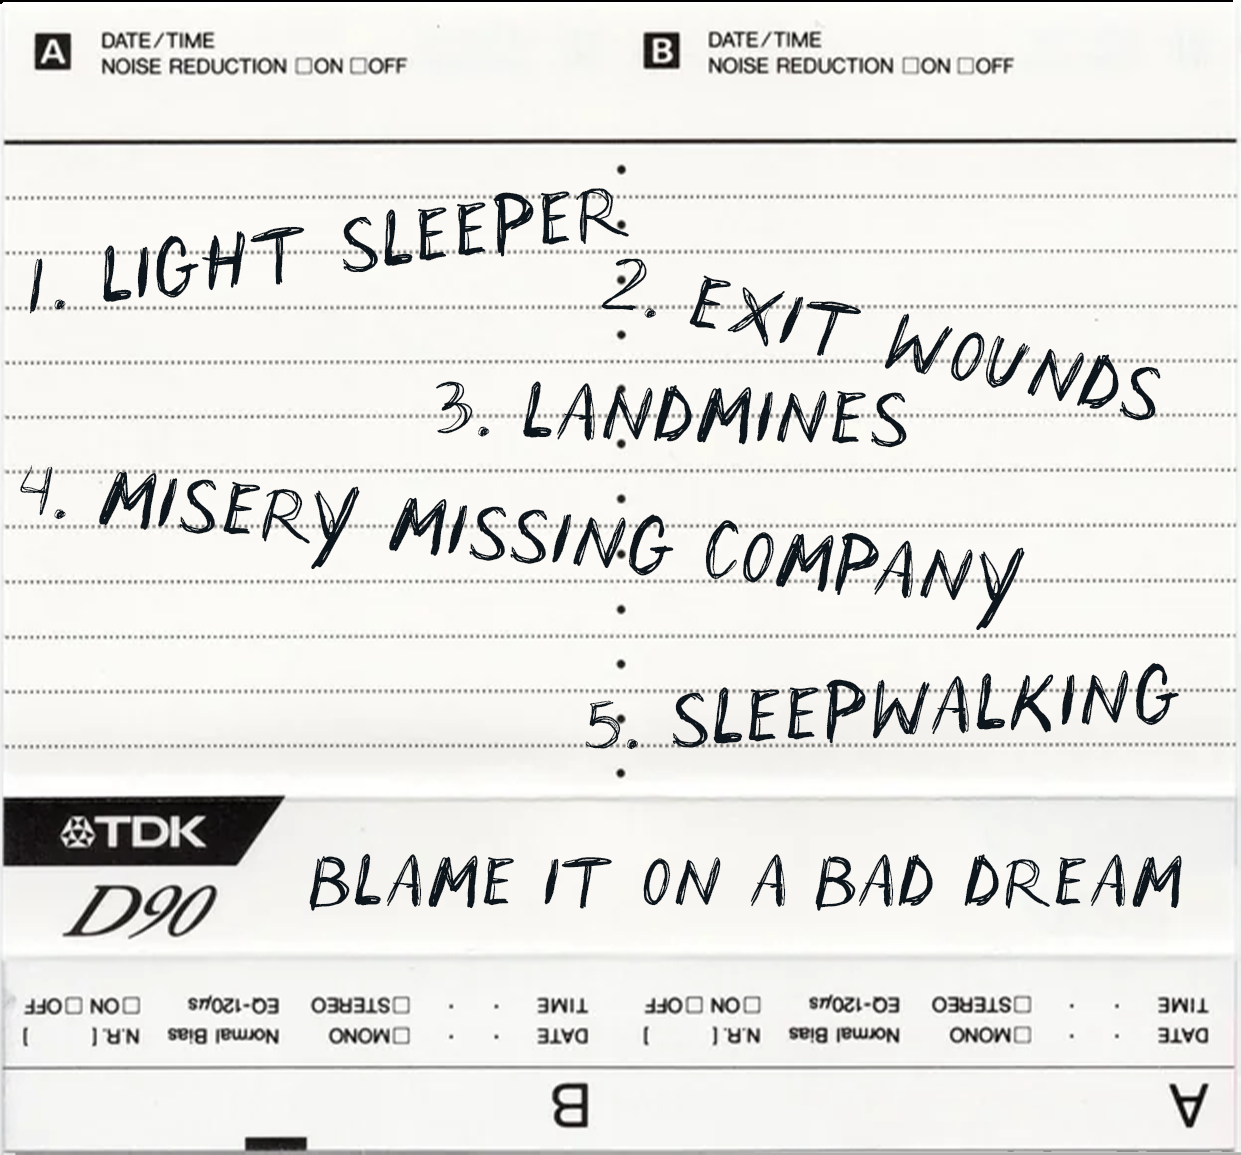 A DATE/TIME
NOISE REDUCTION □ON □OFF
B DATE/TIME
NOISE REDUCTION □ON □OFF
1. LIGHT SLEEPER
2. EXIT WOUNDS
3. LANDMINES
4. MISERY MISSING COMPANY
5. SLEEPWALKING
TDK
D90
BLAME IT ON A BAD DREAM
A
DATE . . □MONO Normal Bias N.R. [ ]
TIME . . □STEREO EQ-120μs □ON □OFF
B
DATE . . □MONO Normal Bias N.R. [ ]
TIME . . □STEREO EQ-120μs □ON □OFF